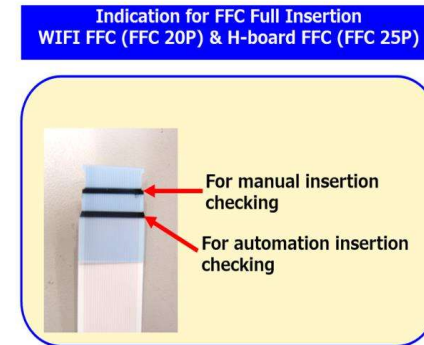 Indication for FFC Full Insertion
WIFI FFC (FFC 20P) & H-board FFC (FFC 25P)
For manual insertion
checking
For automation insertion
checking